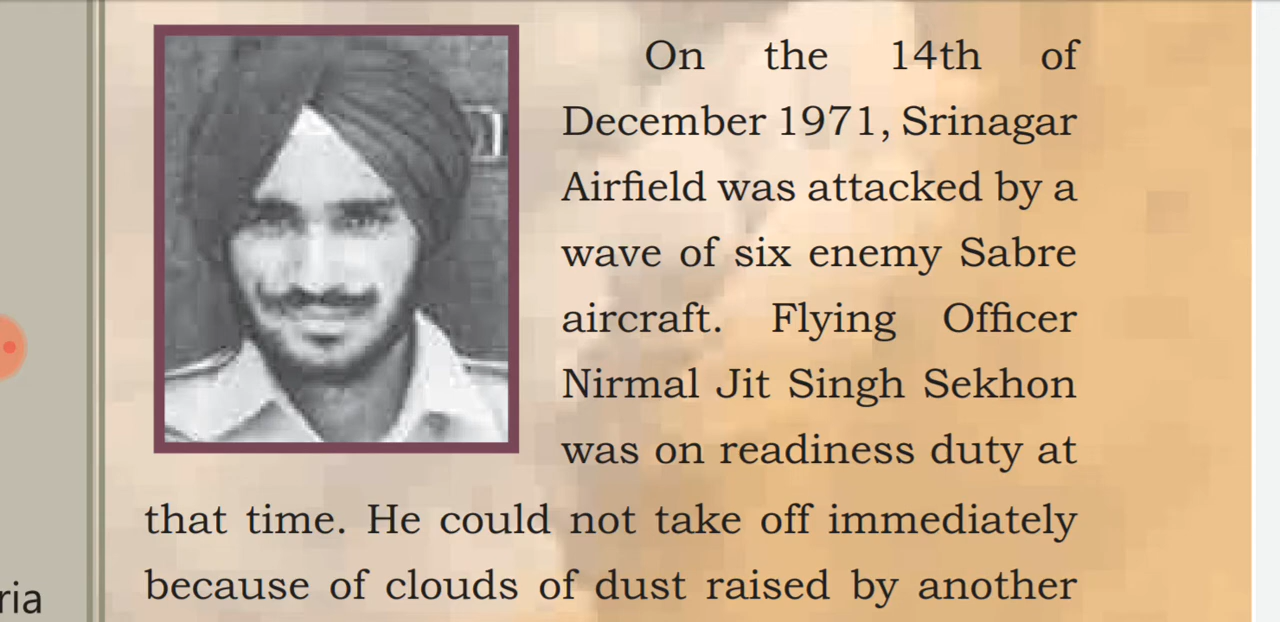 On the 14th of
December 1971, Srinagar
Airfield was attacked by a
wave of six enemy Sabre
aircraft. Flying Officer
Nirmal Jit Singh Sekhon
was on readiness duty at
that time. He could not take off immediately
because of clouds of dust raised by another
ria